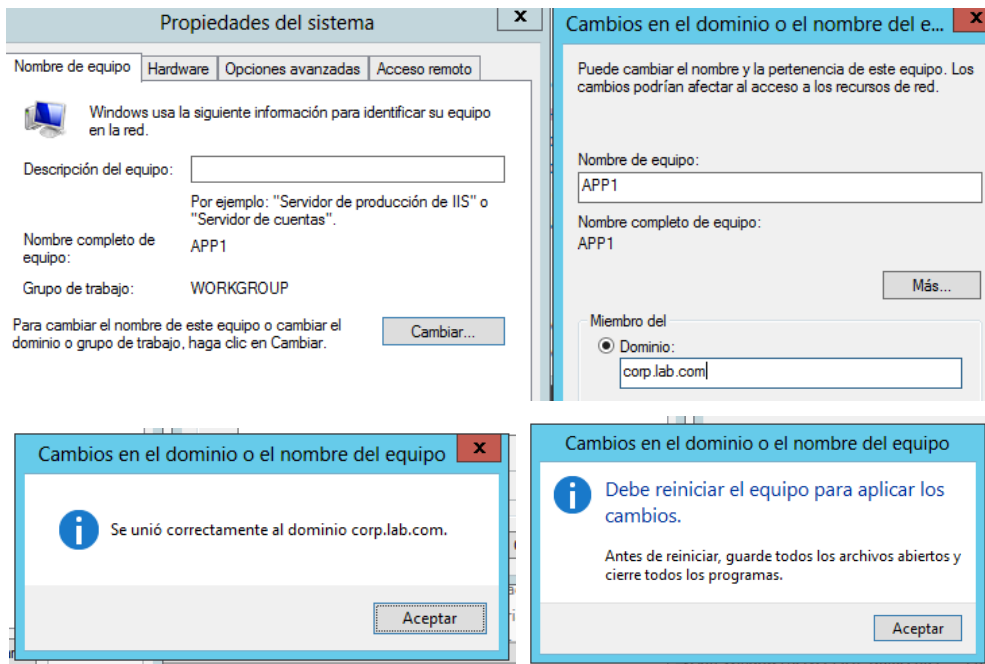 Propiedades del sistema
x
Nombre de equipo
Hardware
Opciones avanzadas
Acceso remoto
Windows usa la siguiente información para identificar su equipo
en la red.
Descripción del equipo:
Por ejemplo: "Servidor de producción de IIS" o
"Servidor de cuentas".
Nombre completo de
equipo:
APP1
Grupo de trabajo:
WORKGROUP
Para cambiar el nombre de este equipo o cambiar el
dominio o grupo de trabajo, haga clic en Cambiar.
Cambiar...
Cambios en el dominio o el nombre del e...
x
Puede cambiar el nombre y la pertenencia de este equipo. Los
cambios podrían afectar al acceso a los recursos de red.
Nombre de equipo:
APP1
Nombre completo de equipo:
APP1
Más...
Miembro del
Dominio:
corp.lab.com
Cambios en el dominio o el nombre del equipo
x
Se unió correctamente al dominio corp.lab.com.
Aceptar
Cambios en el dominio o el nombre del equipo
Debe reiniciar el equipo para aplicar los
cambios.
Antes de reiniciar, guarde todos los archivos abiertos y
cierre todos los programas.
Aceptar